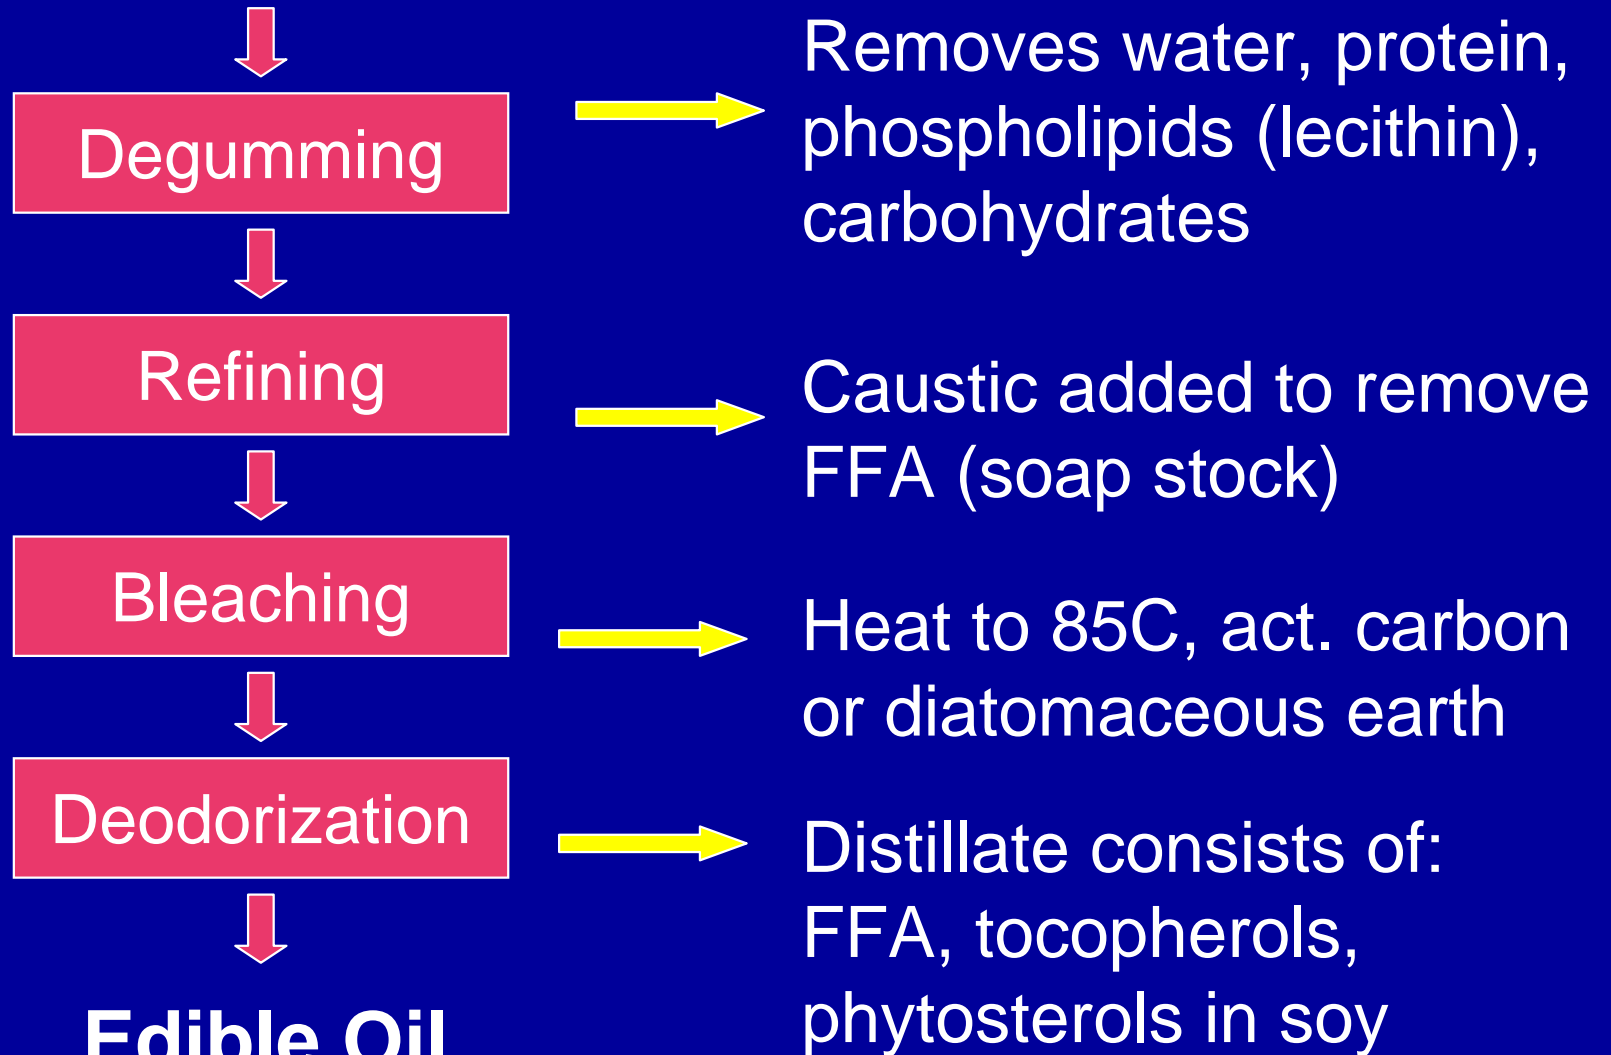 Degumming
Removes water, protein,
phospholipids (lecithin),
carbohydrates
Refining
Caustic added to remove
FFA (soap stock)
Bleaching
Heat to 85C, act. carbon
or diatomaceous earth
Deodorization
Distillate consists of:
FFA, tocopherols,
phytosterols in soy
Edible Oil